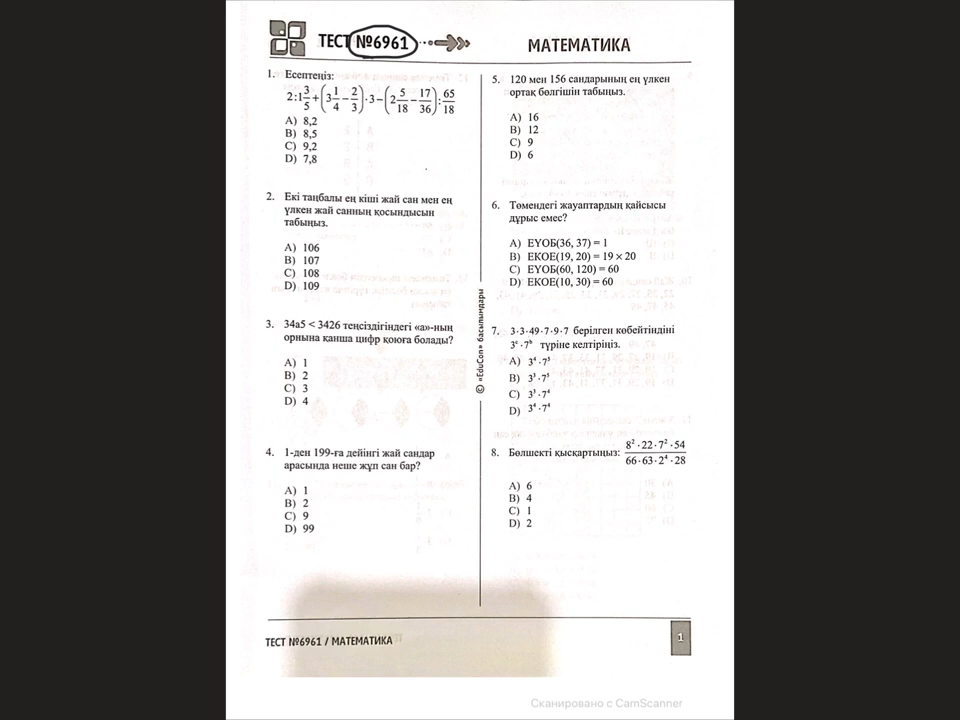 ТЕСТ №6961
МАТЕМАТИКА
1. Есептеңіз:
2:1 3/5+(3 1/4−2/3)·3−(2 5/18−17/36):65/18
A) 8,2
B) 8,5
C) 9,2
D) 7,8
2. Екі таңбалы ең кіші жай сан мен ең
үлкен жай санның қосындысын
табыңыз.
A) 106
B) 107
C) 108
D) 109
3. 34a5 < 3426 теңсіздігіндегі «а»-ның
орнына қанша цифр қоюға болады?
A) 1
B) 2
C) 3
D) 4
4. 1-ден 199-ға дейінгі жай сандар
арасында неше жұп сан бар?
A) 1
B) 2
C) 9
D) 99
© «EduCon» басылымдары
5. 120 мен 156 сандарының ең үлкен
ортақ бөлгішін табыңыз.
A) 16
B) 12
C) 9
D) 6
6. Төмендегі жауаптардың қайсысы
дұрыс емес?
A) ЕҮОБ(36, 37) = 1
B) ЕКОЕ(19, 20) = 19 × 20
C) ЕҮОБ(60, 120) = 60
D) ЕКОЕ(10, 30) = 60
7. 3·3·49·7·9·7 берілген көбейтіндіні
3ᶜ·7ᵇ түріне келтіріңіз.
A) 3⁴·7⁵
B) 3³·7⁵
C) 3³·7⁴
D) 3⁴·7⁴
8. Бөлшекті қысқартыңыз: 8²·22·7²·54
66·63·2⁴·28
A) 6
B) 4
C) 1
D) 2
ТЕСТ №6961 / МАТЕМАТИКА
1
Сканировано с CamScanner